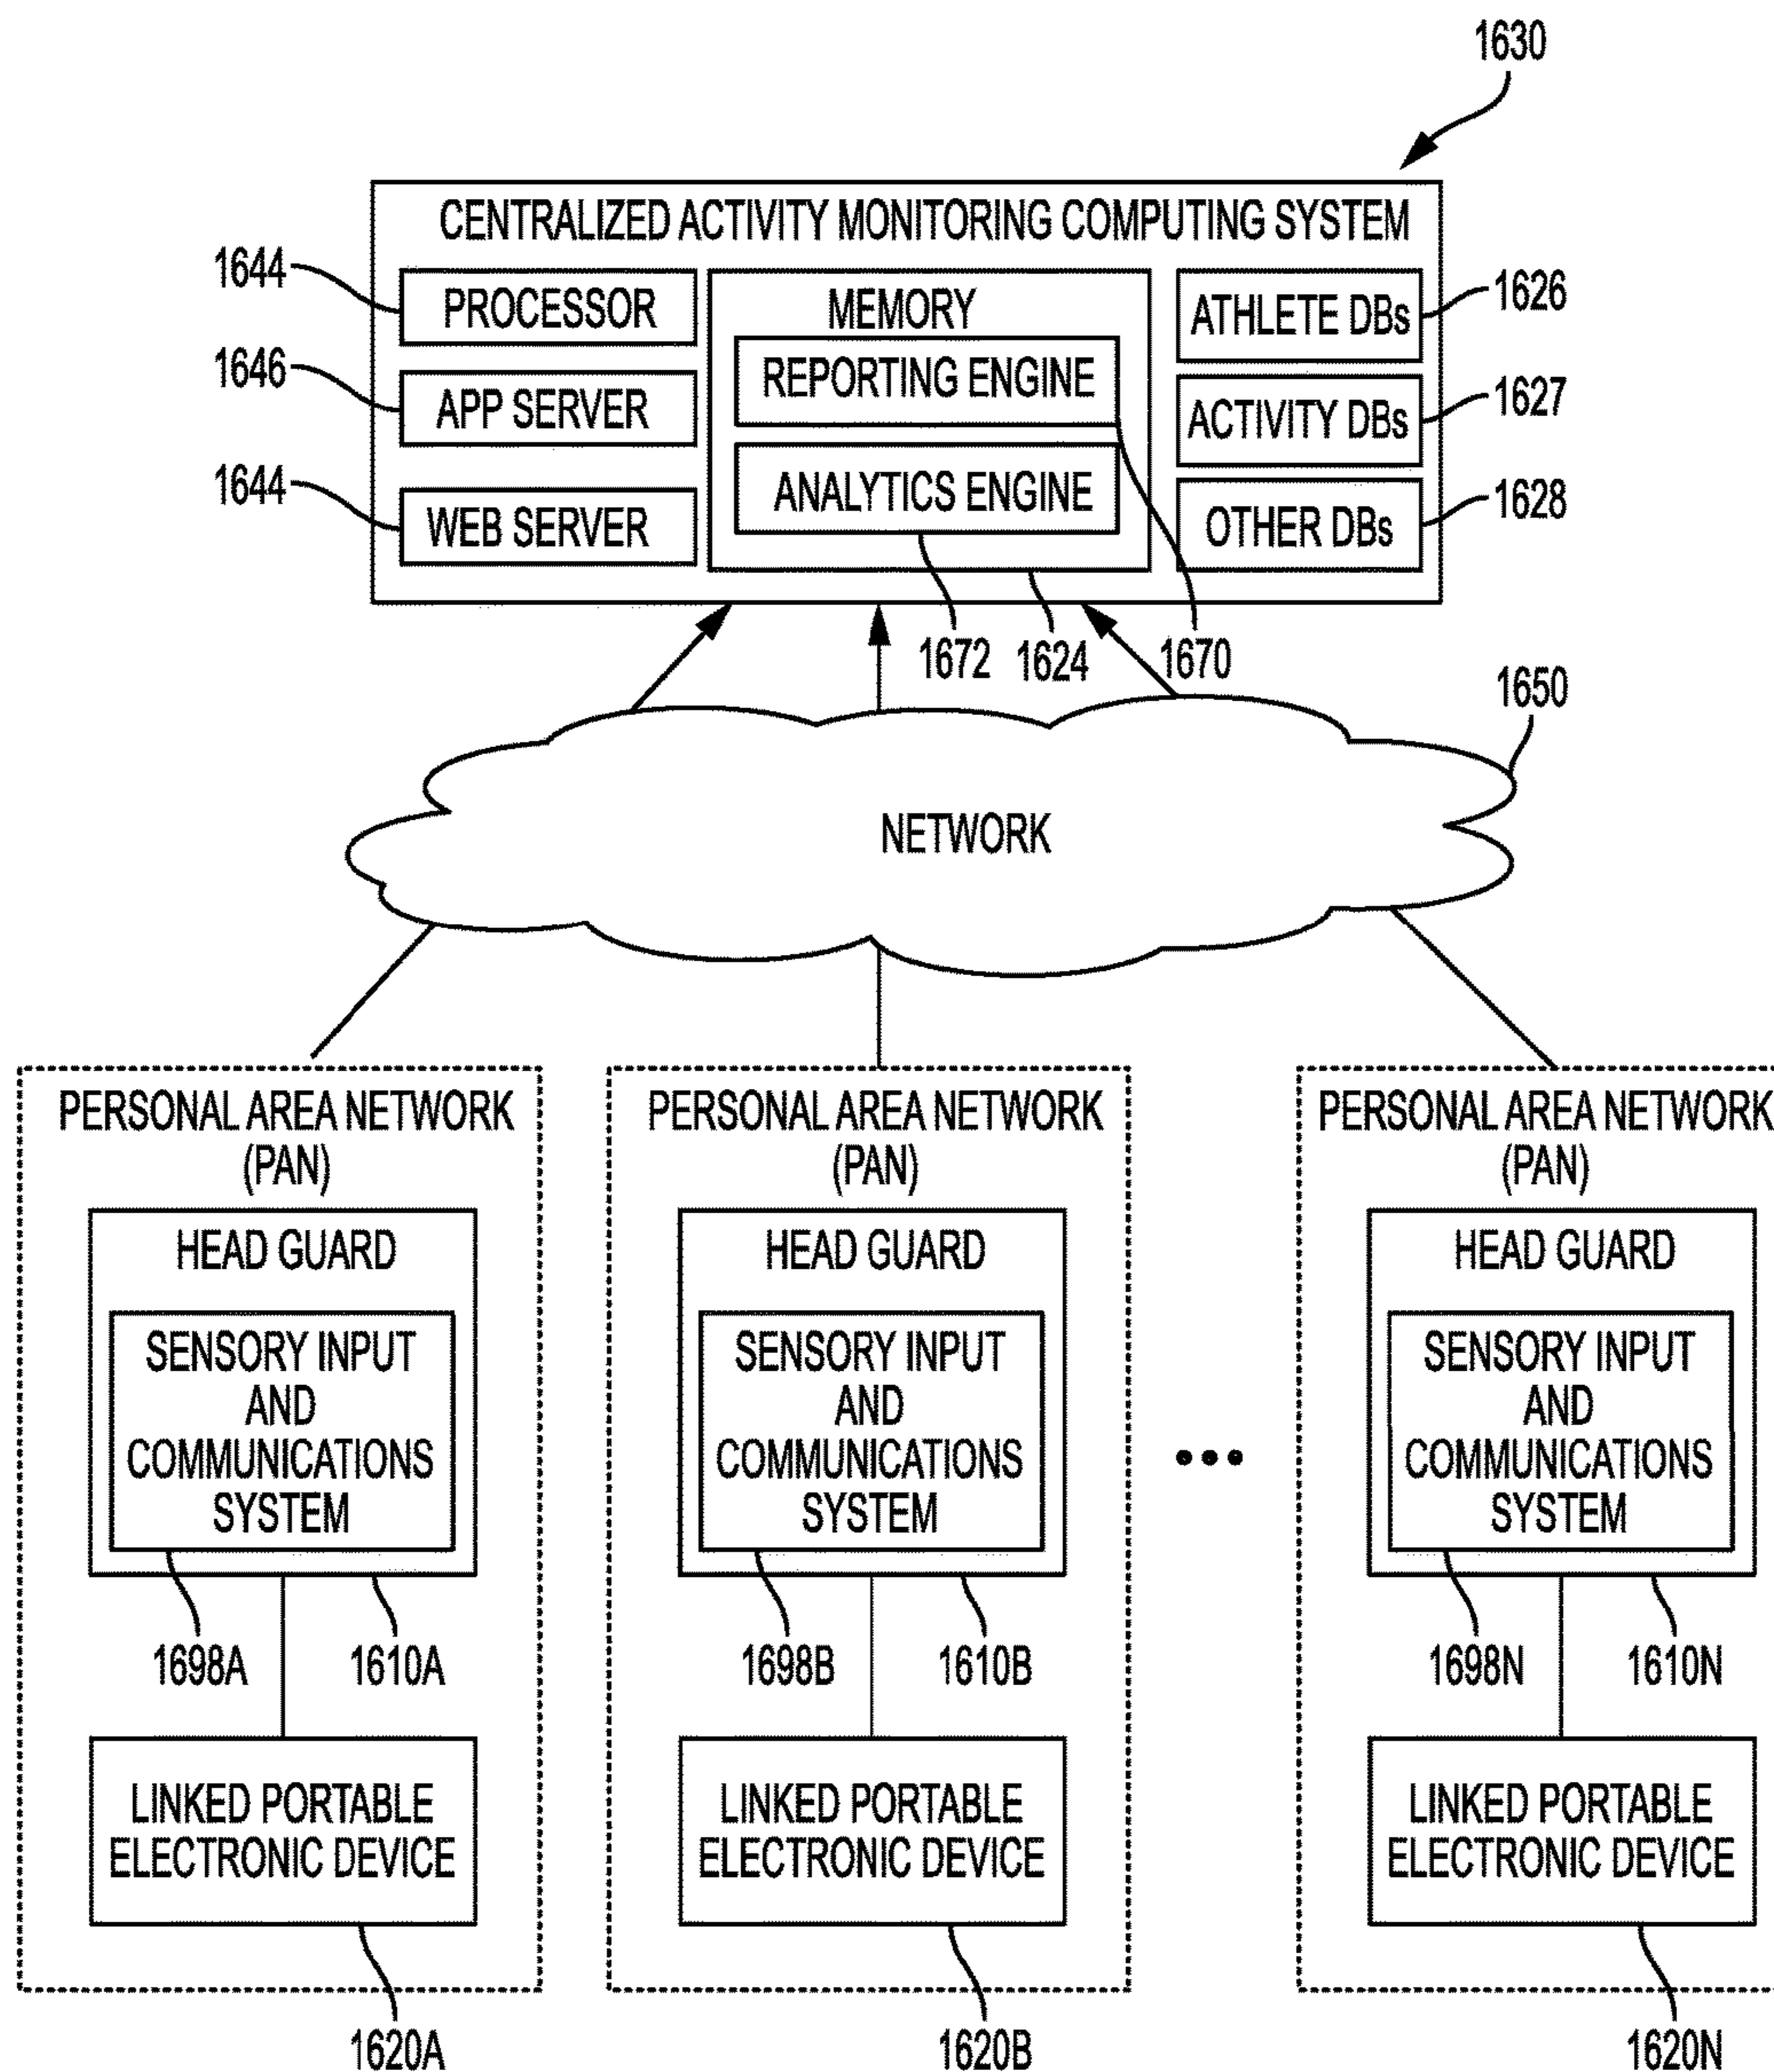 1630
CENTRALIZED ACTIVITY MONITORING COMPUTING SYSTEM
1644
PROCESSOR
1646
APP SERVER
1644
WEB SERVER
MEMORY
REPORTING ENGINE
ANALYTICS ENGINE
ATHLETE DBs
1626
ACTIVITY DBs
1627
OTHER DBs
1628
1672
1624
1670
1650
NETWORK
PERSONAL AREA NETWORK
(PAN)
HEAD GUARD
SENSORY INPUT
AND
COMMUNICATIONS
SYSTEM
1698A
1610A
LINKED PORTABLE
ELECTRONIC DEVICE
1620A
PERSONAL AREA NETWORK
(PAN)
HEAD GUARD
SENSORY INPUT
AND
COMMUNICATIONS
SYSTEM
1698B
1610B
LINKED PORTABLE
ELECTRONIC DEVICE
1620B
•••
PERSONAL AREA NETWORK
(PAN)
HEAD GUARD
SENSORY INPUT
AND
COMMUNICATIONS
SYSTEM
1698N
1610N
LINKED PORTABLE
ELECTRONIC DEVICE
1620N